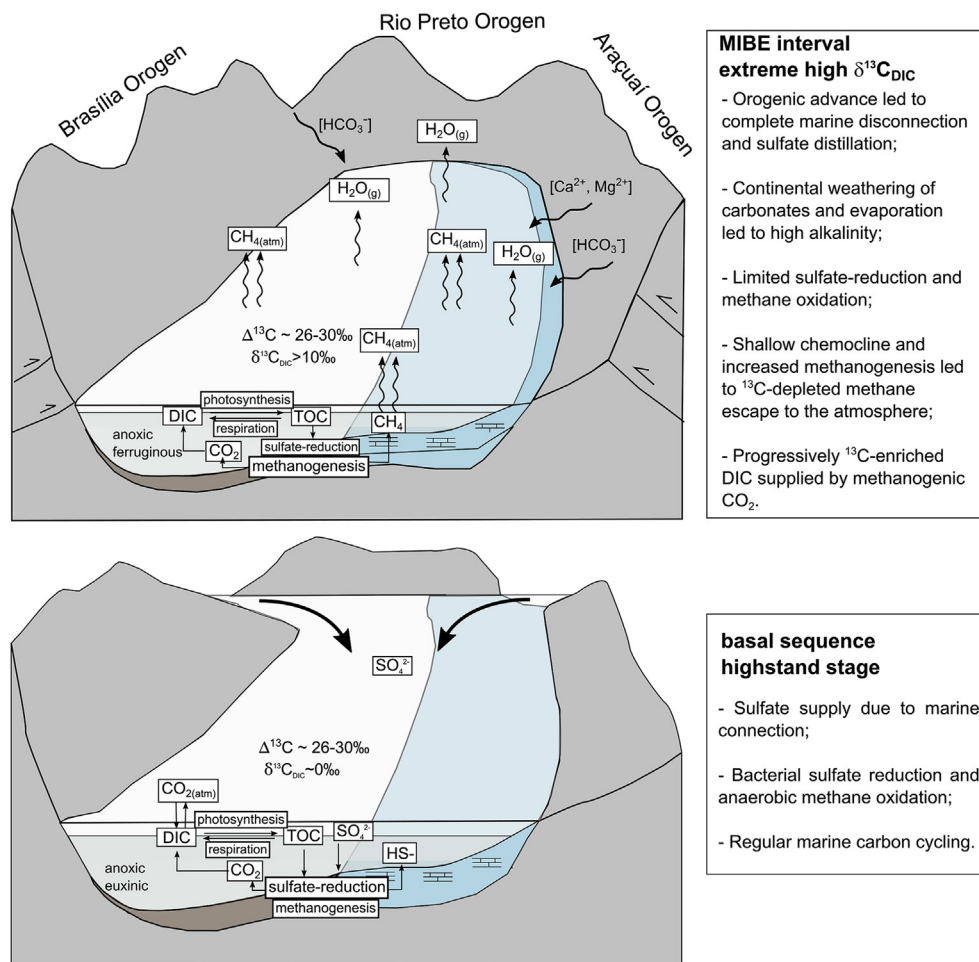 Rio Preto Orogen
Brasília Orogen
Araçuaí Orogen
[HCO₃⁻]
H₂O(g)
H₂O(g)
[Ca²⁺, Mg²⁺]
CH₄(atm)
CH₄(atm)
H₂O(g)
[HCO₃⁻]
Δ¹³C ~ 26-30‰
δ¹³C_DIC>10‰
CH₄(atm)
photosynthesis
DIC
TOC
CH₄
respiration
anoxic
ferruginous
CO₂
sulfate-reduction
methanogenesis
MIBE interval
extreme high δ¹³C_DIC
- Orogenic advance led to
complete marine disconnection
and sulfate distillation;
- Continental weathering of
carbonates and evaporation
led to high alkalinity;
- Limited sulfate-reduction and
methane oxidation;
- Shallow chemocline and
increased methanogenesis led
to ¹³C-depleted methane
escape to the atmosphere;
- Progressively ¹³C-enriched
DIC supplied by methanogenic
CO₂.
SO₄²⁻
Δ¹³C ~ 26-30‰
δ¹³C_DIC~0‰
CO₂(atm)
photosynthesis
DIC
TOC
SO₄²⁻
respiration
HS-
anoxic
euxinic
CO₂
sulfate-reduction
methanogenesis
basal sequence
highstand stage
- Sulfate supply due to marine
connection;
- Bacterial sulfate reduction and
anaerobic methane oxidation;
- Regular marine carbon cycling.